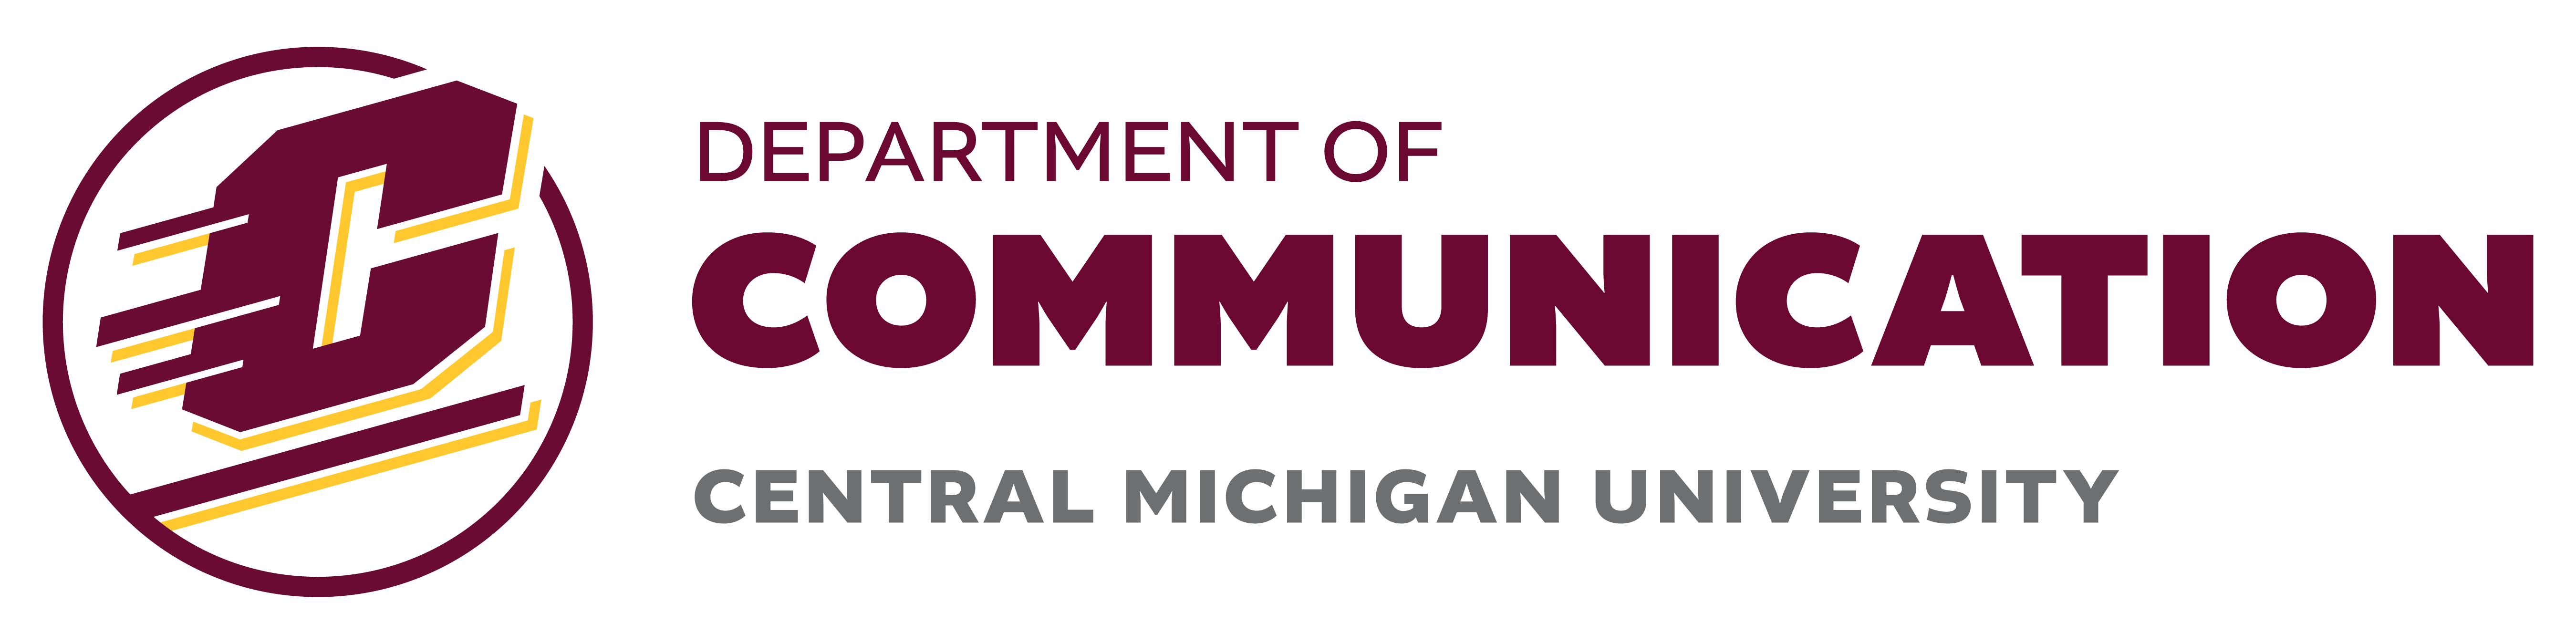 C
DEPARTMENT OF
COMMUNICATION
CENTRAL MICHIGAN UNIVERSITY